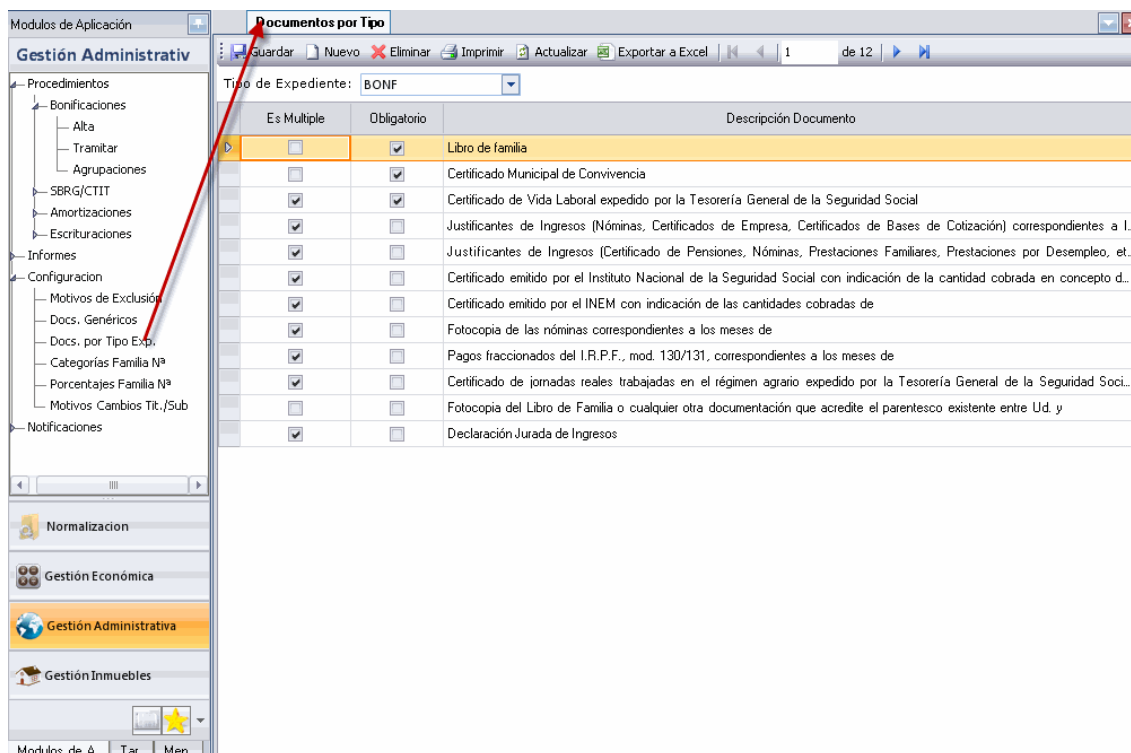 Modulos de Aplicación
Gestión Administrativ
Procedimientos
Bonificaciones
Alta
Tramitar
Agrupaciones
SBRG/CTIT
Amortizaciones
Escrituraciones
Informes
Configuracion
Motivos de Exclusión
Docs. Genéricos
Docs. por Tipo Exp.
Categorías Familia Nª
Porcentajes Familia Nª
Motivos Cambios Tit./Sub
Notificaciones
Normalizacion
Gestión Económica
Gestión Administrativa
Gestión Inmuebles
Modulos de A... Tar... Men...
Documentos por Tipo
Guardar Nuevo Eliminar Imprimir Actualizar Exportar a Excel 1 de 12
Tipo de Expediente: BONF
Es Multiple Obligatorio Descripción Documento
Libro de familia
Certificado Municipal de Convivencia
Certificado de Vida Laboral expedido por la Tesorería General de la Seguridad Social
Justificantes de Ingresos (Nóminas, Certificados de Empresa, Certificados de Bases de Cotización) correspondientes a l...
Justificantes de Ingresos (Certificado de Pensiones, Nóminas, Prestaciones Familiares, Prestaciones por Desempleo, et...
Certificado emitido por el Instituto Nacional de la Seguridad Social con indicación de la cantidad cobrada en concepto d...
Certificado emitido por el INEM con indicación de las cantidades cobradas de
Fotocopia de las nóminas correspondientes a los meses de
Pagos fraccionados del I.R.P.F., mod. 130/131, correspondientes a los meses de
Certificado de jornadas reales trabajadas en el régimen agrario expedido por la Tesorería General de la Seguridad Soci...
Fotocopia del Libro de Familia o cualquier otra documentación que acredite el parentesco existente entre Ud. y
Declaración Jurada de Ingresos